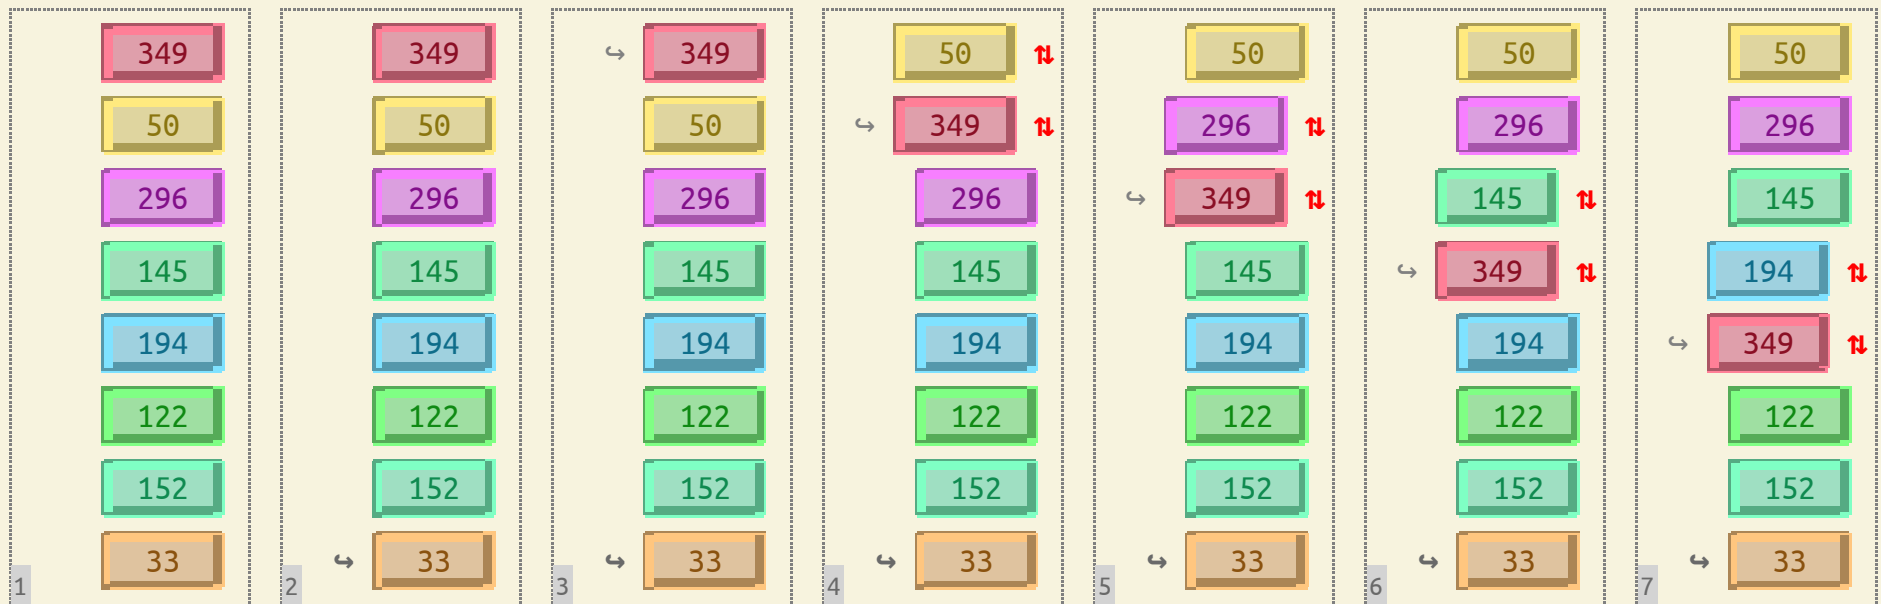 349 349 ↪ 349 50 ⇅ 50 50 50
50 50 50 ↪ 349 ⇅ 296 ⇅ 296 296
296 296 296 296 ↪ 349 ⇅ 145 ⇅ 145
145 145 145 145 145 ↪ 349 ⇅ 194 ⇅
194 194 194 194 194 194 ↪ 349 ⇅
122 122 122 122 122 122 122
152 152 152 152 152 152 152
33 ↪ 33 ↪ 33 ↪ 33 ↪ 33 ↪ 33 ↪ 33
1 2 3 4 5 6 7